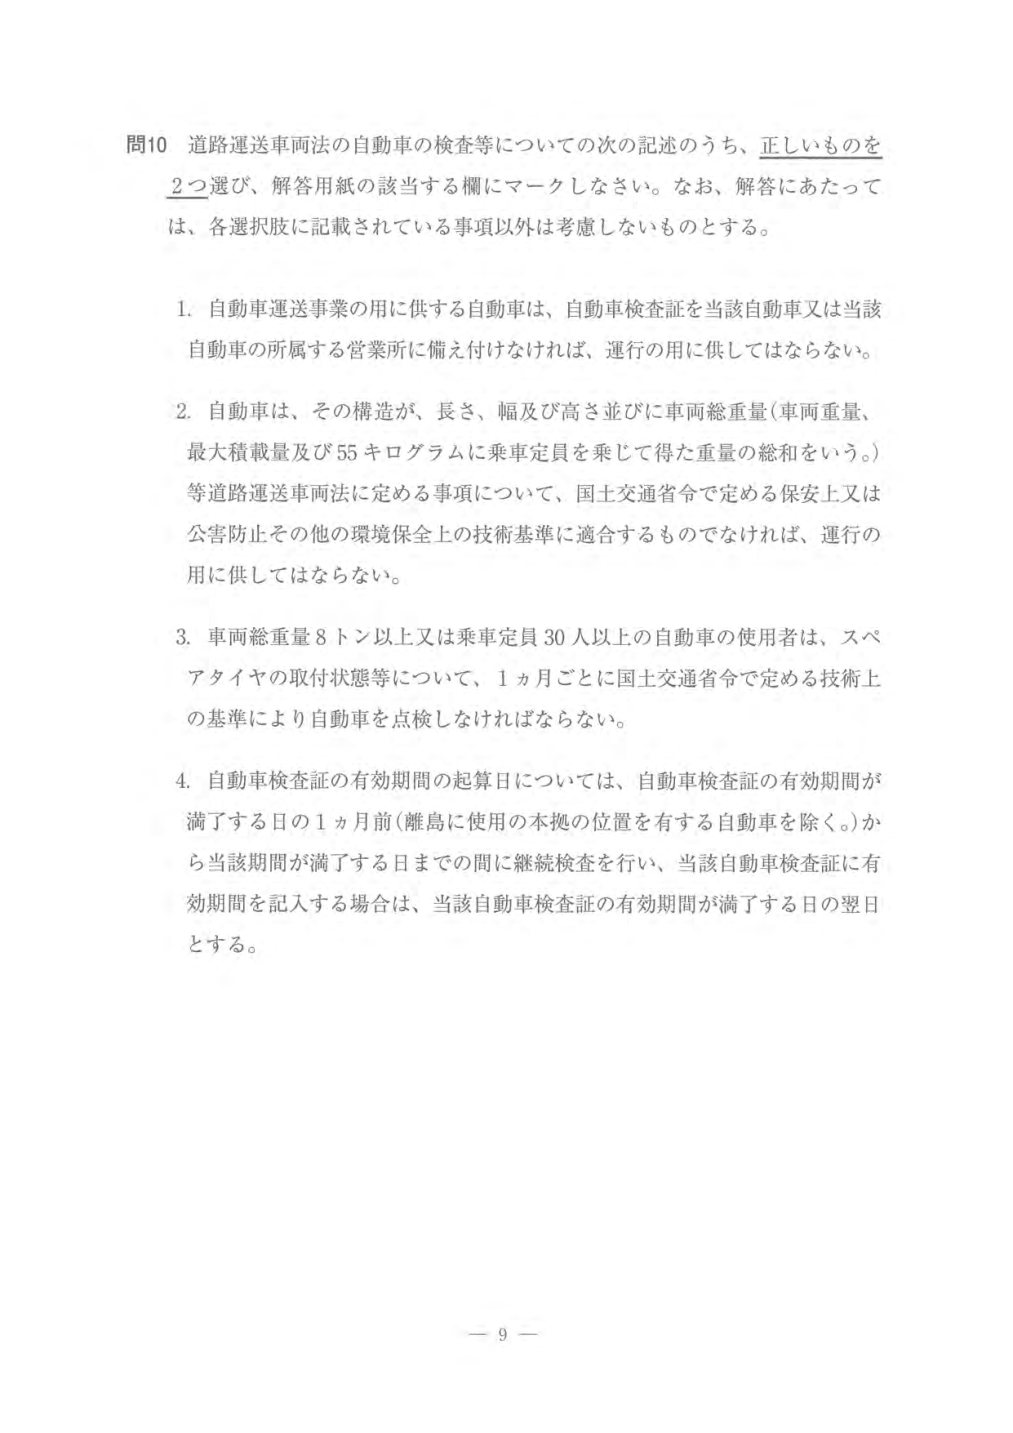 問10 道路運送車両法の自動車の検査等についての次の記述のうち、正しいものを
2つ選び、解答用紙の該当する欄にマークしなさい。なお、解答にあたって
は、各選択肢に記載されている事項以外は考慮しないものとする。
1. 自動車運送事業の用に供する自動車は、自動車検査証を当該自動車又は当該
自動車の所属する営業所に備え付けなければ、運行の用に供してはならない。
2. 自動車は、その構造が、長さ、幅及び高さ並びに車両総重量(車両重量、
最大積載量及び55キログラムに乗車定員を乗じて得た重量の総和をいう。)
等道路運送車両法に定める事項について、国土交通省令で定める保安上又は
公害防止その他の環境保全上の技術基準に適合するものでなければ、運行の
用に供してはならない。
3. 車両総重量8トン以上又は乗車定員30人以上の自動車の使用者は、スペ
アタイヤの取付状態等について、1ヵ月ごとに国土交通省令で定める技術上
の基準により自動車を点検しなければならない。
4. 自動車検査証の有効期間の起算日については、自動車検査証の有効期間が
満了する日の1ヵ月前(離島に使用の本拠の位置を有する自動車を除く。)か
ら当該期間が満了する日までの間に継続検査を行い、当該自動車検査証に有
効期間を記入する場合は、当該自動車検査証の有効期間が満了する日の翌日
とする。
― 9 ―